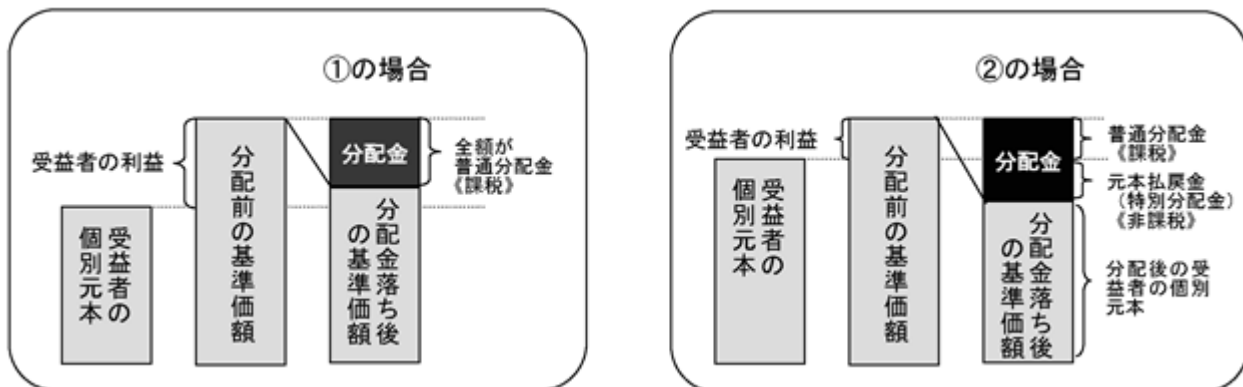 ①の場合
受益者の利益
受益者の
個別元本
分配前の基準価額
分配金
分配金落ち後
の基準価額
全額が
普通分配金
《課税》
②の場合
受益者の利益
受益者の
個別元本
分配前の基準価額
分配金
分配金落ち後
の基準価額
普通分配金
《課税》
元本払戻金
(特別分配金)
《非課税》
分配後の受
益者の個別
元本